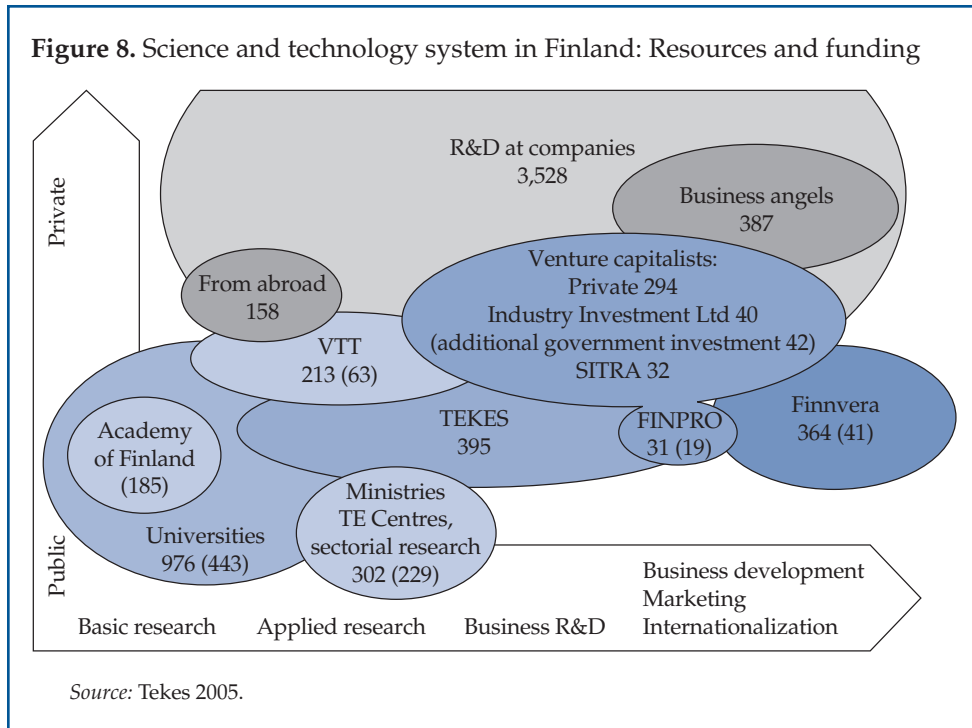 Figure 8. Science and technology system in Finland: Resources and funding
Private
Public
R&D at companies
3,528
Business angels
387
From abroad
158
Venture capitalists:
Private 294
Industry Investment Ltd 40
(additional government investment 42)
SITRA 32
VTT
213 (63)
TEKES
395
FINPRO
31 (19)
Finnvera
364 (41)
Academy
of Finland
(185)
Universities
976 (443)
Ministries
TE Centres,
sectorial research
302 (229)
Basic research
Applied research
Business R&D
Business development
Marketing
Internationalization
Source: Tekes 2005.